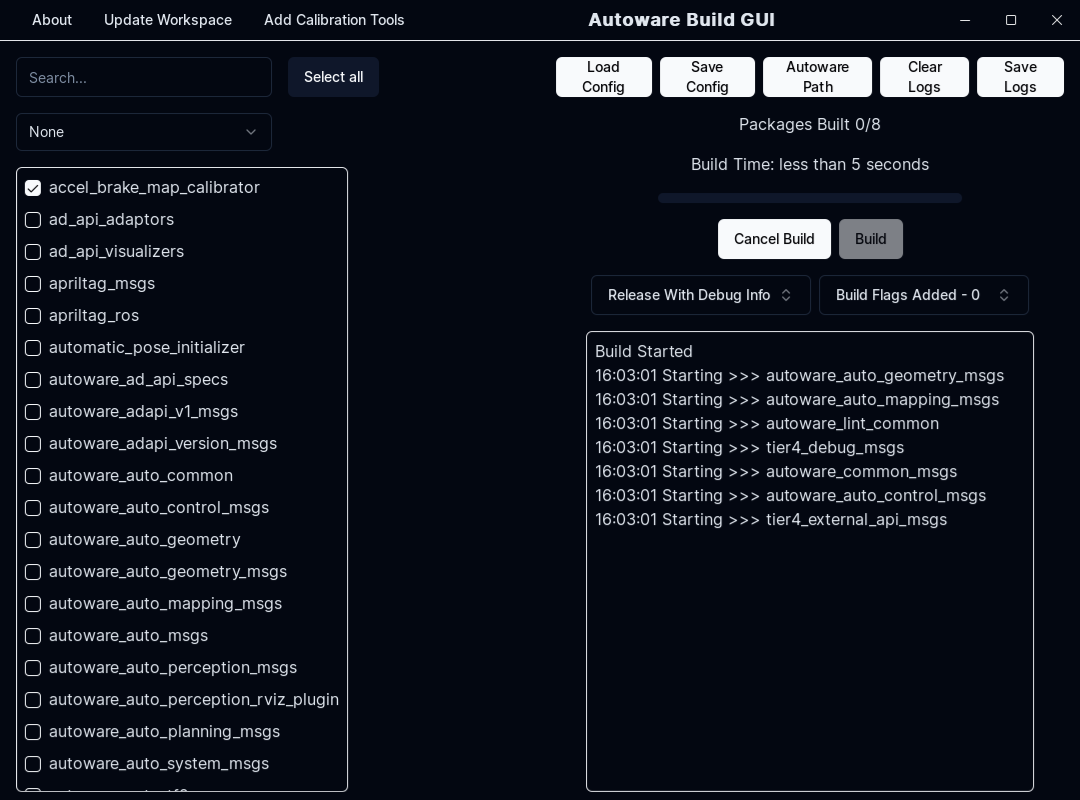 About
Update Workspace
Add Calibration Tools
Autoware Build GUI
Search...
Select all
None
accel_brake_map_calibrator
ad_api_adaptors
ad_api_visualizers
apriltag_msgs
apriltag_ros
automatic_pose_initializer
autoware_ad_api_specs
autoware_adapi_v1_msgs
autoware_adapi_version_msgs
autoware_auto_common
autoware_auto_control_msgs
autoware_auto_geometry
autoware_auto_geometry_msgs
autoware_auto_mapping_msgs
autoware_auto_msgs
autoware_auto_perception_msgs
autoware_auto_perception_rviz_plugin
autoware_auto_planning_msgs
autoware_auto_system_msgs
Load
Config
Save
Config
Autoware
Path
Clear
Logs
Save
Logs
Packages Built 0/8
Build Time: less than 5 seconds
Cancel Build
Build
Release With Debug Info
Build Flags Added - 0
Build Started
16:03:01 Starting >>> autoware_auto_geometry_msgs
16:03:01 Starting >>> autoware_auto_mapping_msgs
16:03:01 Starting >>> autoware_lint_common
16:03:01 Starting >>> tier4_debug_msgs
16:03:01 Starting >>> autoware_common_msgs
16:03:01 Starting >>> autoware_auto_control_msgs
16:03:01 Starting >>> tier4_external_api_msgs